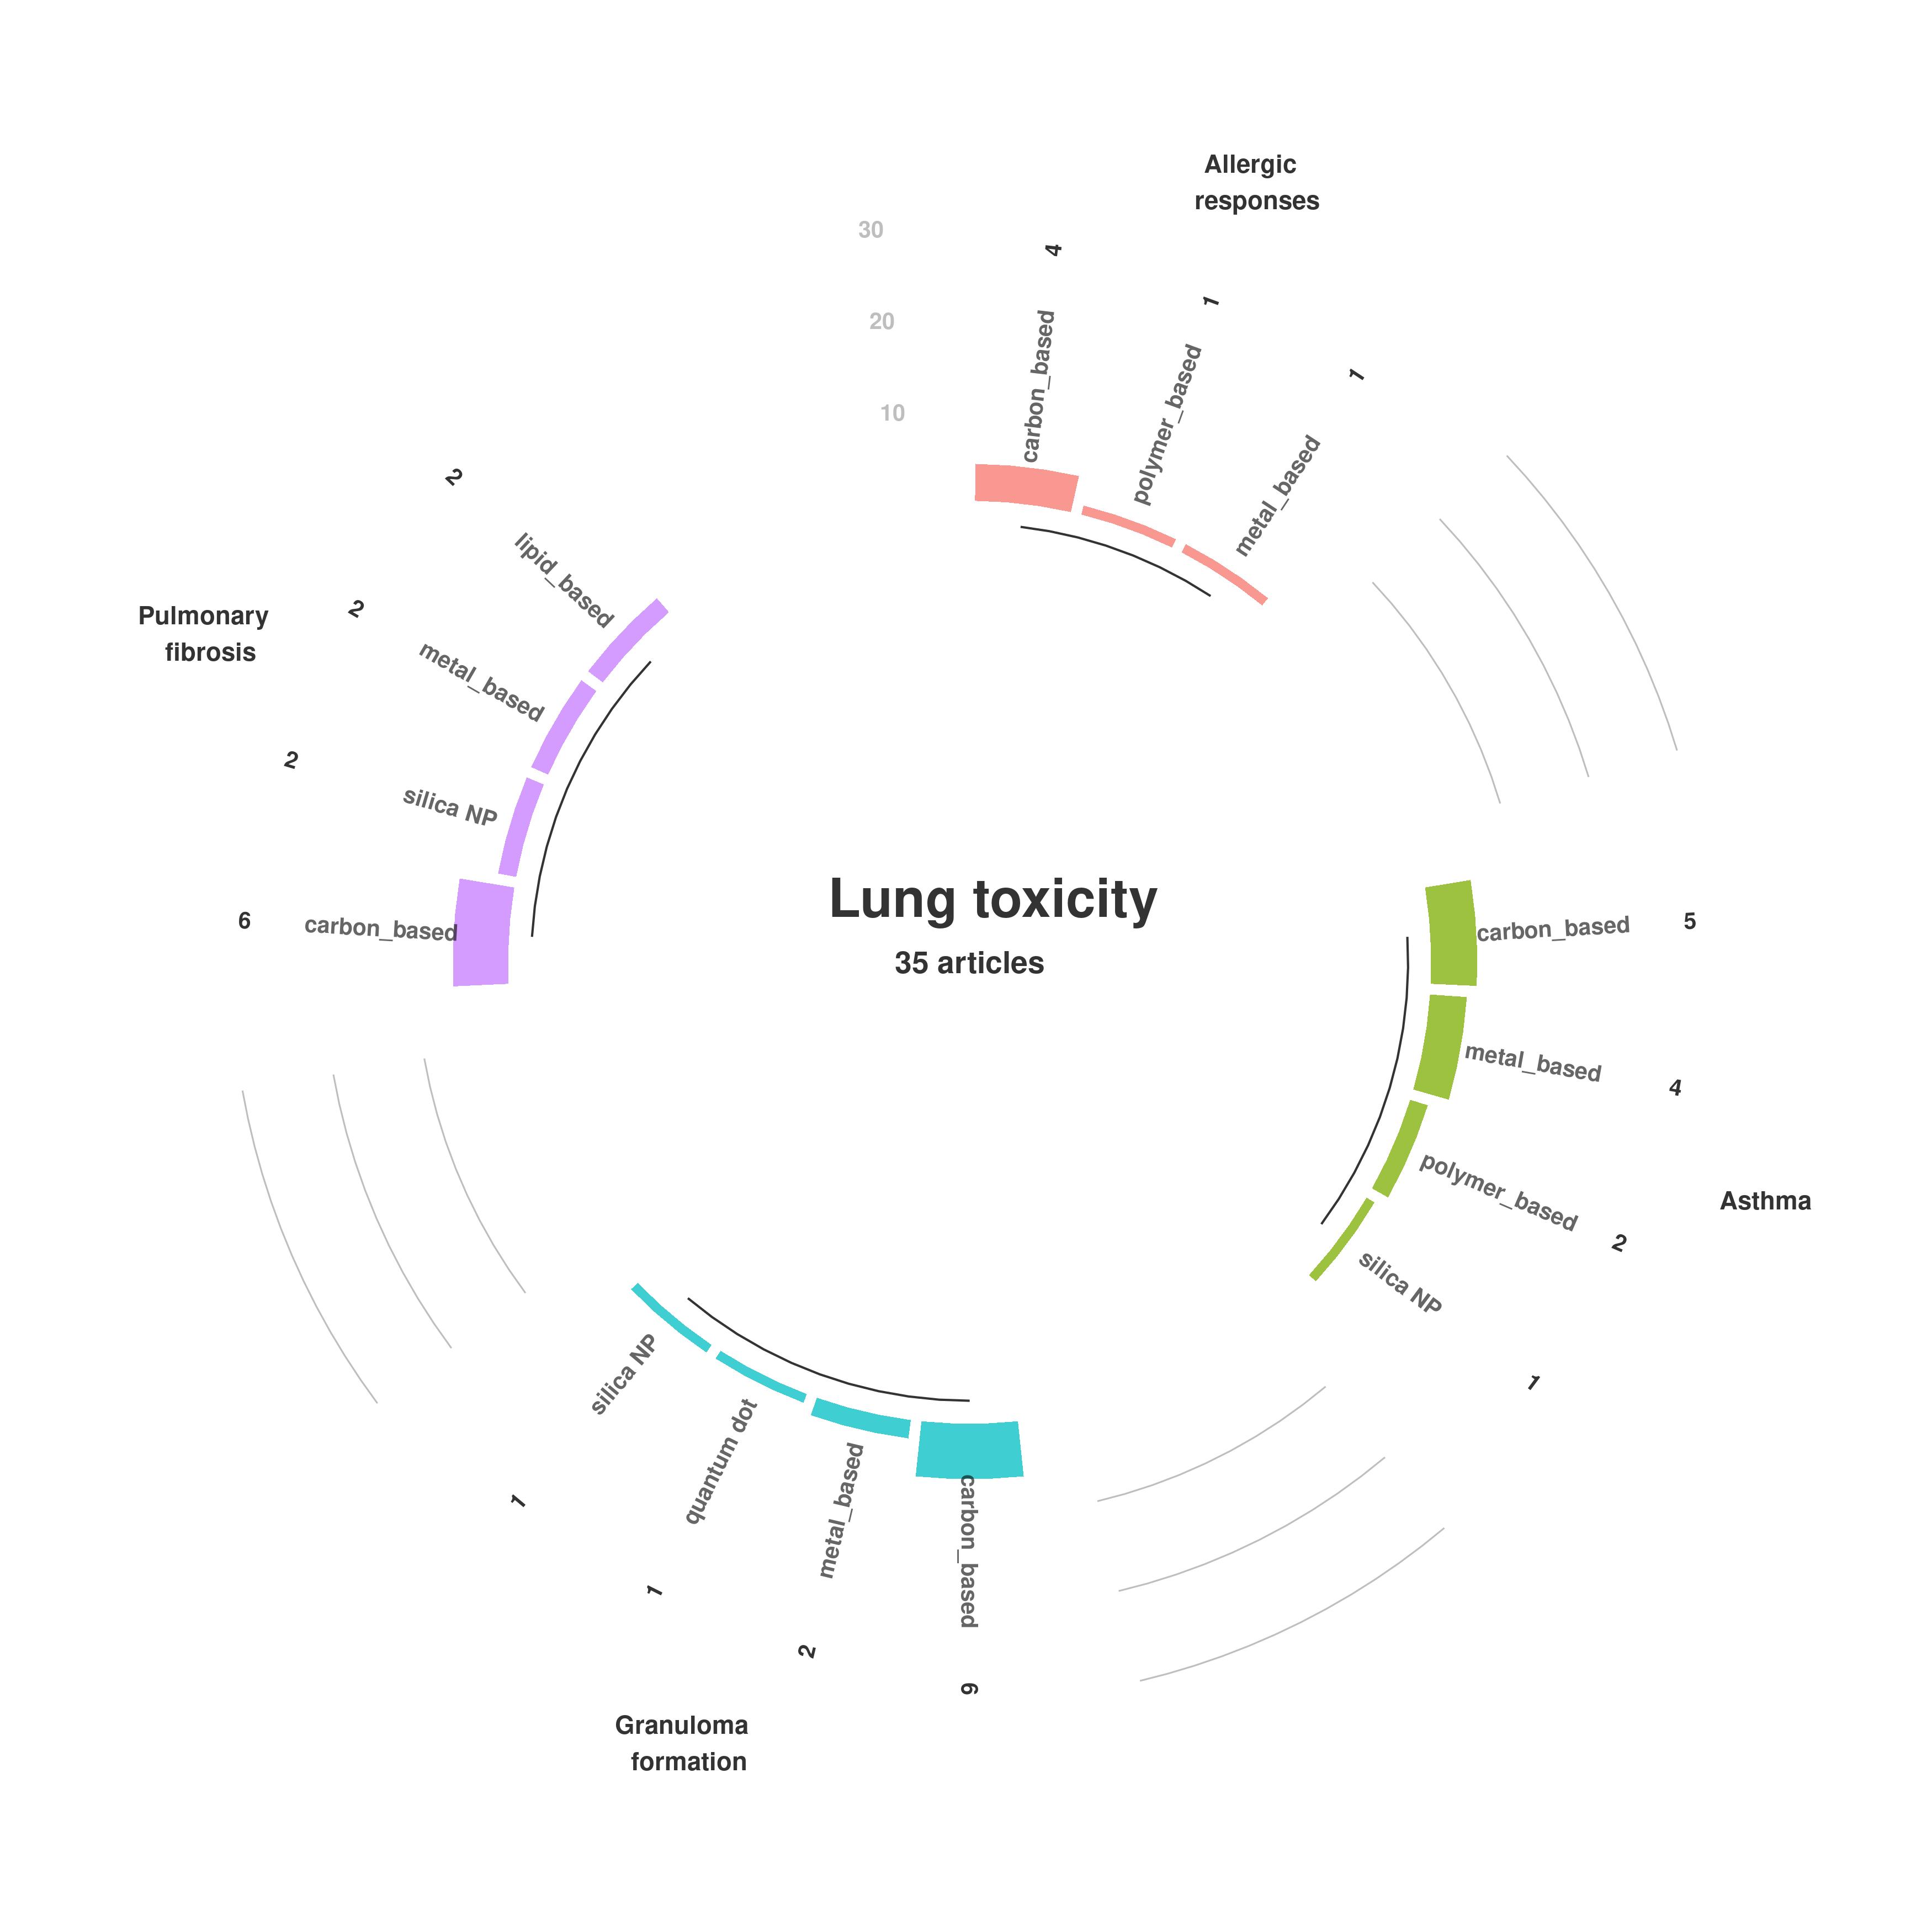 Allergic
responses
30
20
10
4
carbon_based
1
polymer_based
1
metal_based
Lung toxicity
35 articles
carbon_based
5
metal_based
4
polymer_based
2
silica NP
1
Asthma
carbon_based
6
metal_based
2
quantum dot
1
silica NP
1
Granuloma
formation
carbon_based
6
silica NP
2
metal_based
2
lipid_based
2
Pulmonary
fibrosis